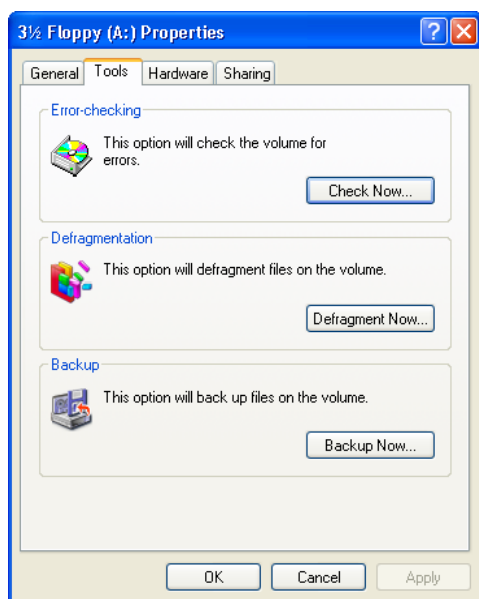 3½ Floppy (A:) Properties
General Tools Hardware Sharing
Error-checking
This option will check the volume for
errors.
Check Now...
Defragmentation
This option will defragment files on the volume.
Defragment Now...
Backup
This option will back up files on the volume.
Backup Now...
OK Cancel Apply